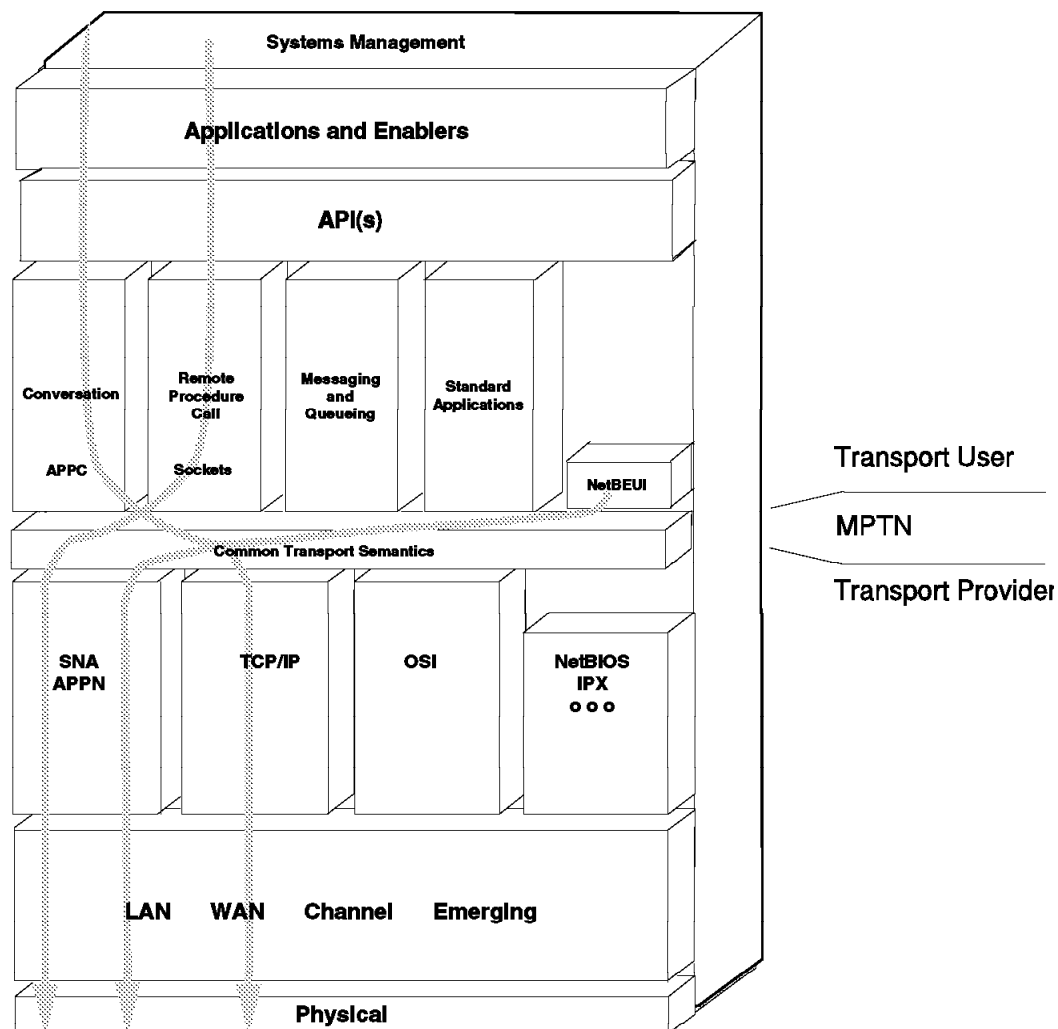 Systems Management
Applications and Enablers
API(s)
Conversation
APPC
Remote
Procedure
Call
Sockets
Messaging
and
Queueing
Standard
Applications
NetBEUI
Transport User
MPTN
Transport Provider
Common Transport Semantics
SNA
APPN
TCP/IP
OSI
NetBIOS
IPX
o o o
LAN WAN Channel Emerging
Physical